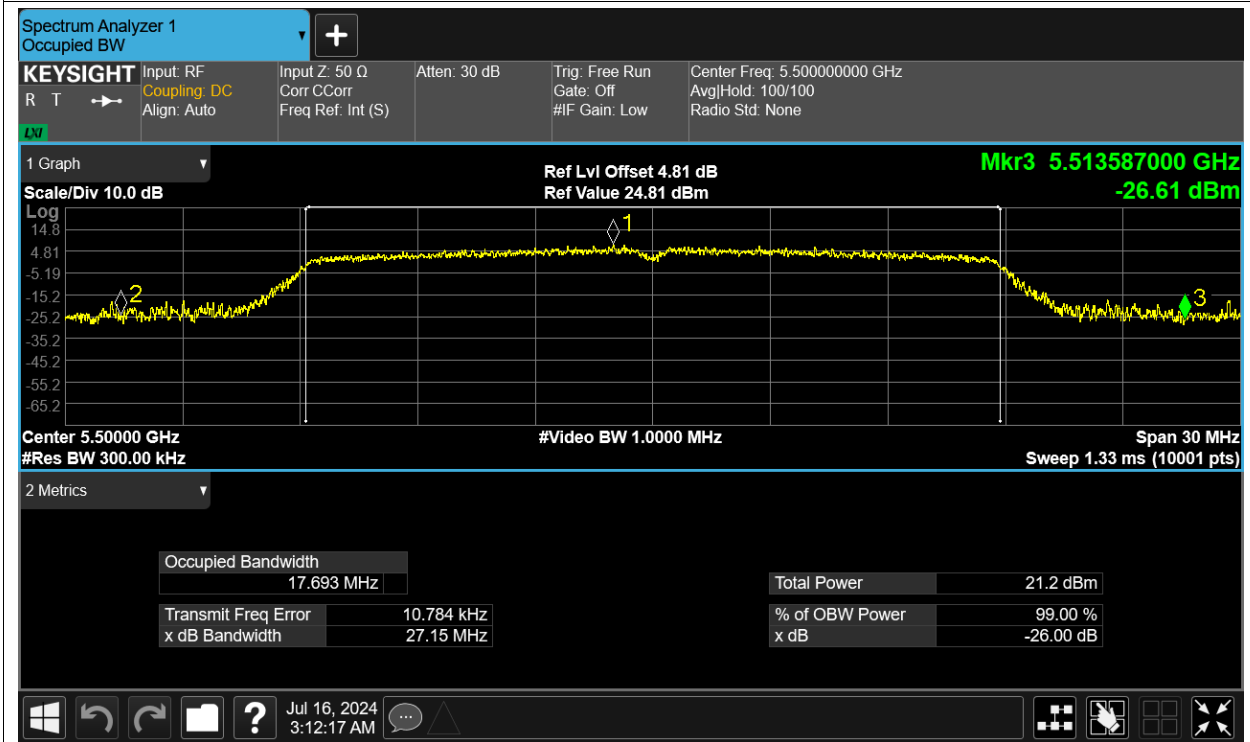 Spectrum Analyzer 1
Occupied BW
KEYSIGHT
R T
LXI
Input: RF
Coupling: DC
Align: Auto
Input Z: 50 Ω
Corr CCorr
Freq Ref: Int (S)
Atten: 30 dB
Trig: Free Run
Gate: Off
#IF Gain: Low
Center Freq: 5.500000000 GHz
Avg|Hold: 100/100
Radio Std: None
1 Graph
Scale/Div 10.0 dB
Ref Lvl Offset 4.81 dB
Ref Value 24.81 dBm
Mkr3 5.513587000 GHz
-26.61 dBm
Log
14.8
4.81
-5.19
-15.2
-25.2
-35.2
-45.2
-55.2
-65.2
1
2
3
Center 5.50000 GHz
#Res BW 300.00 kHz
#Video BW 1.0000 MHz
Span 30 MHz
Sweep 1.33 ms (10001 pts)
2 Metrics
Occupied Bandwidth
17.693 MHz
Transmit Freq Error 10.784 kHz
x dB Bandwidth 27.15 MHz
Total Power 21.2 dBm
% of OBW Power 99.00 %
x dB -26.00 dB
?
Jul 16, 2024
3:12:17 AM